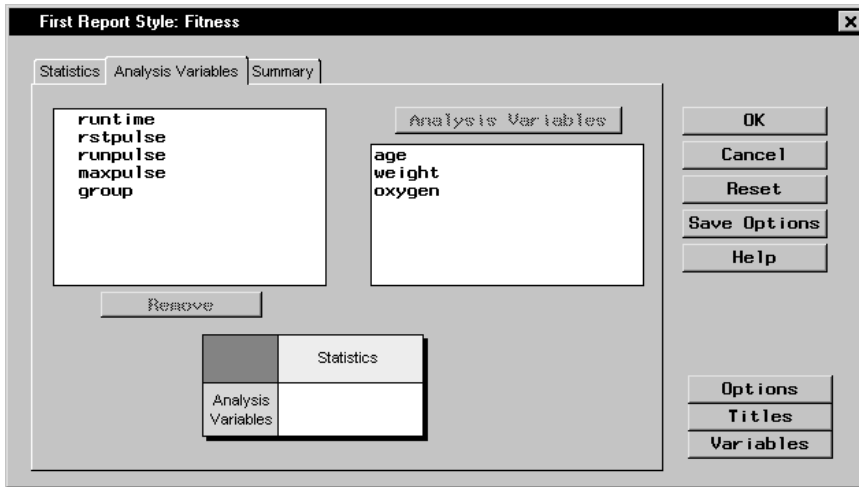 First Report Style: Fitness
Statistics
Analysis Variables
Summary
runtime
rstpulse
runpulse
maxpulse
group
Remove
Analysis Variables
age
weight
oxygen
Statistics
Analysis
Variables
OK
Cancel
Reset
Save Options
Help
Options
Titles
Variables